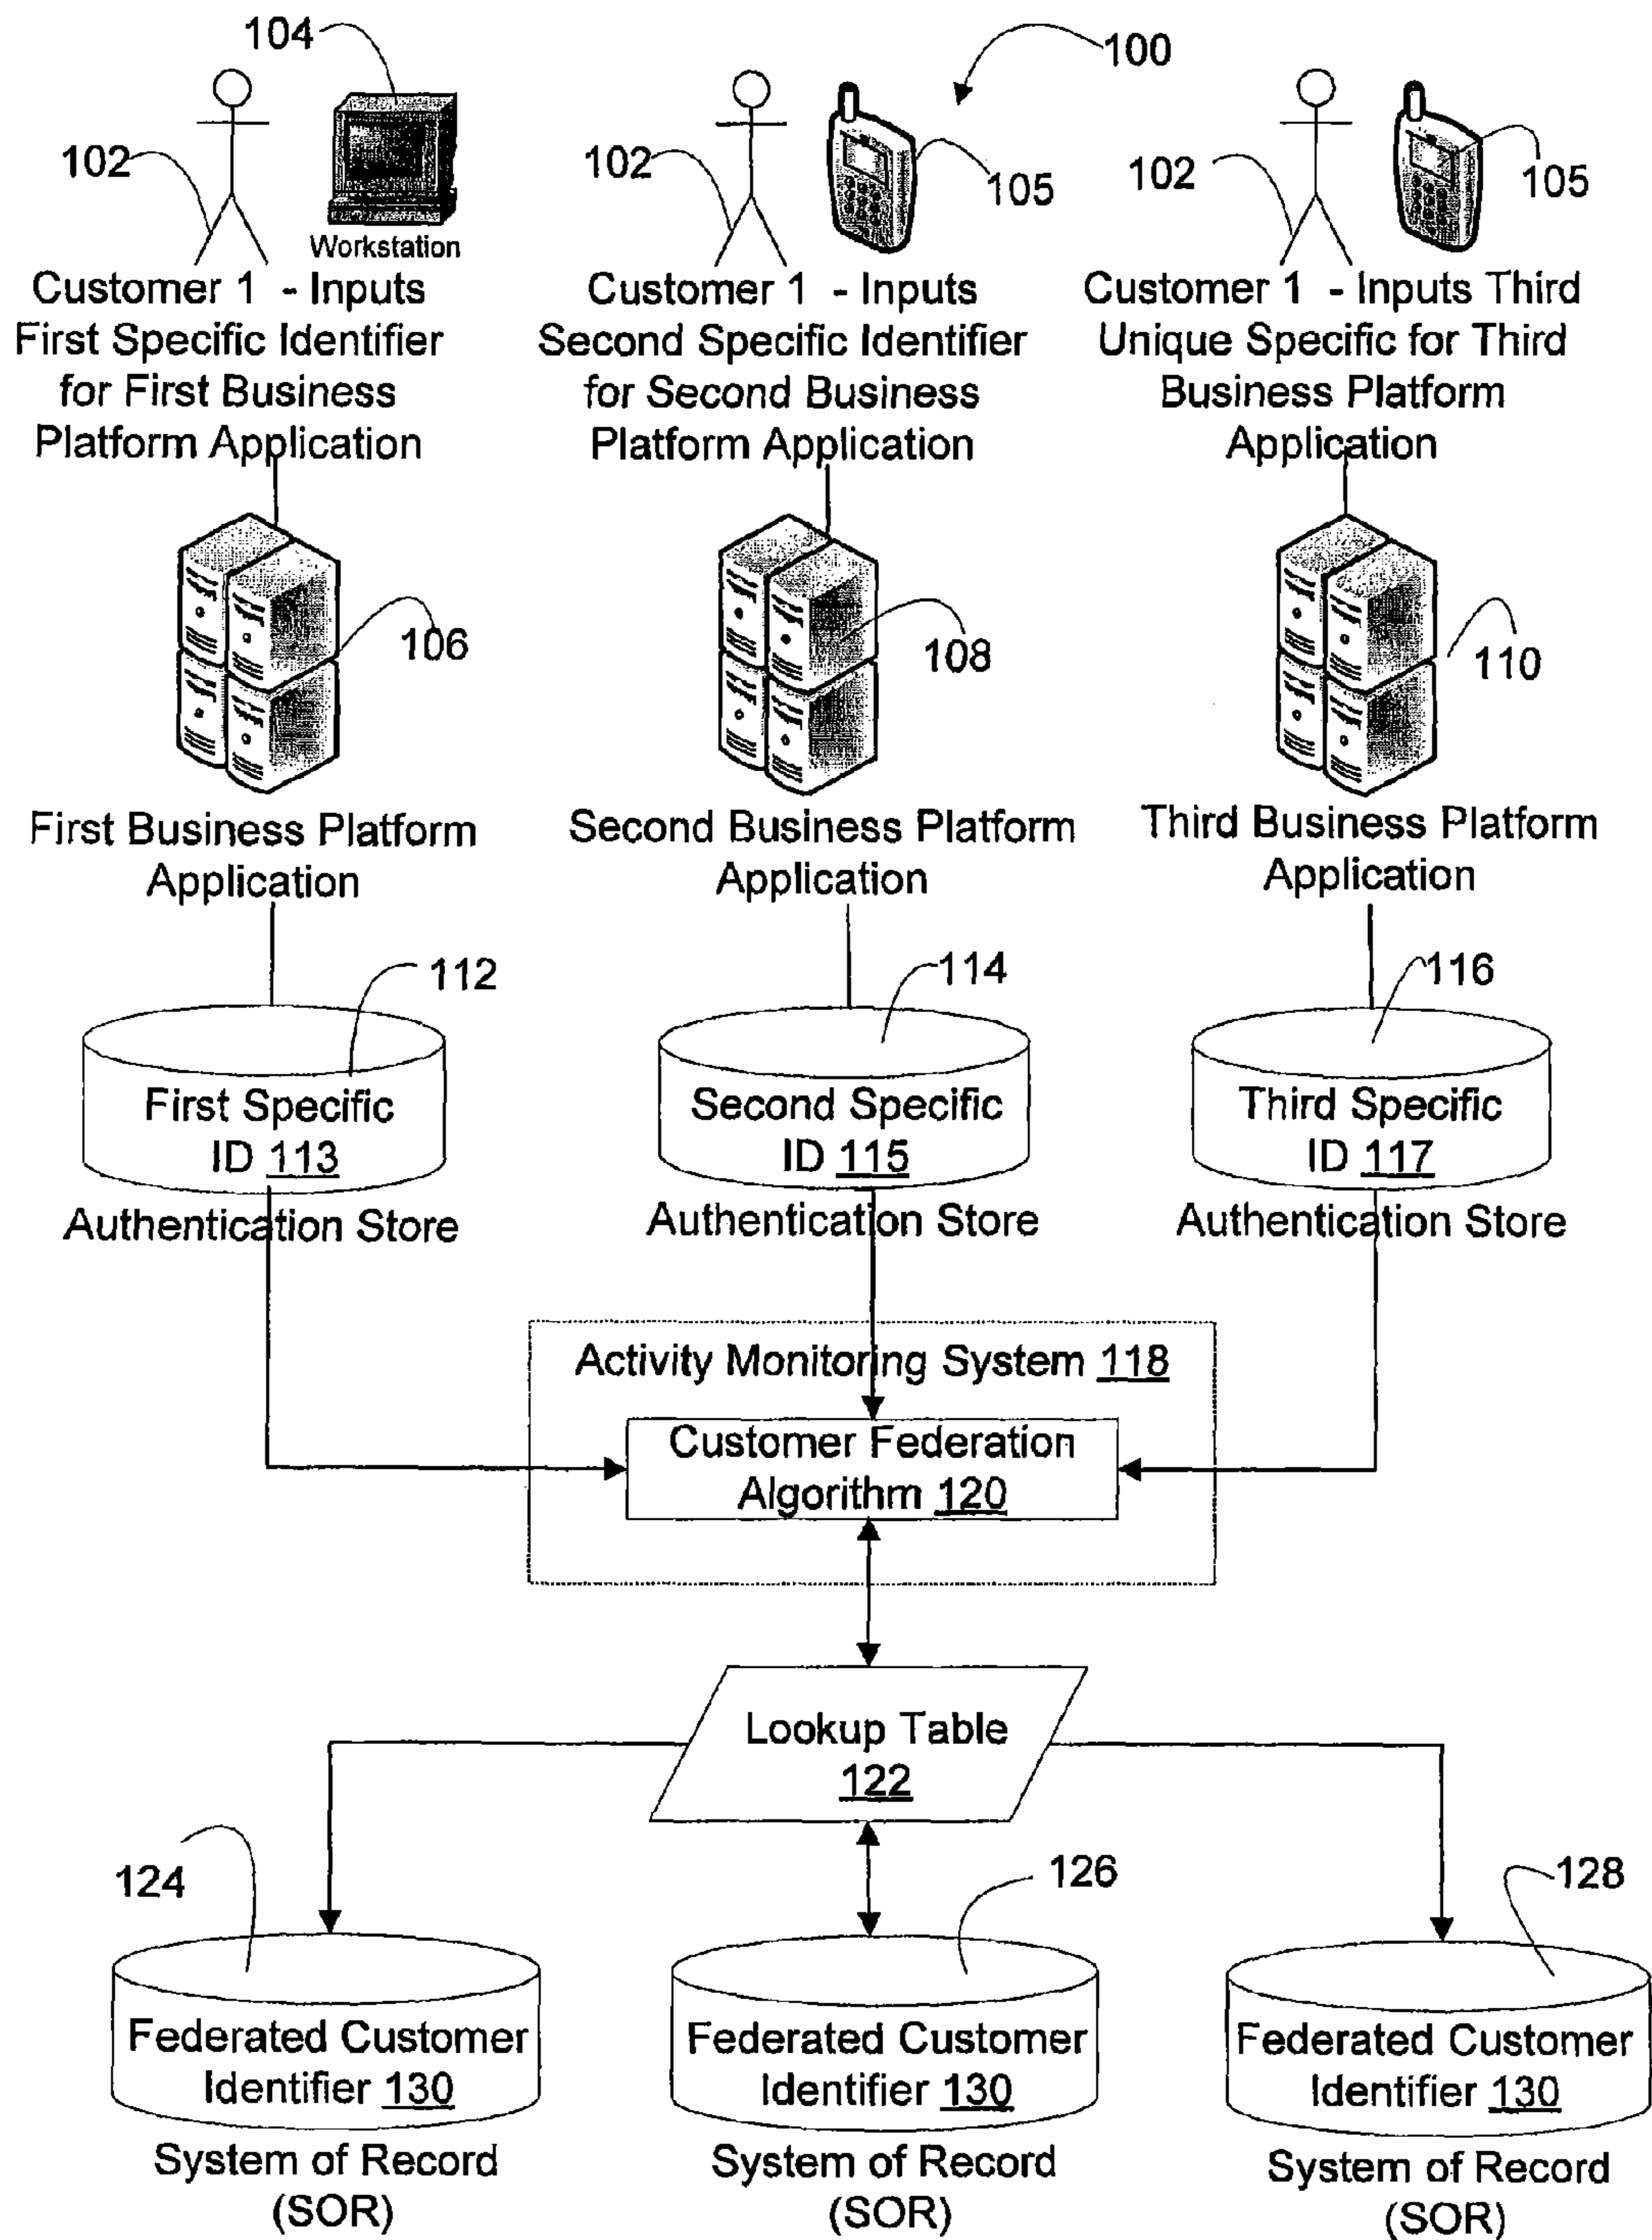 104
100
102
102
105
102
105
Workstation
Customer 1 - Inputs
First Specific Identifier
for First Business
Platform Application
Customer 1 - Inputs
Second Specific Identifier
for Second Business
Platform Application
Customer 1 - Inputs Third
Unique Specific for Third
Business Platform
Application
106
108
110
First Business Platform
Application
Second Business Platform
Application
Third Business Platform
Application
112
114
116
First Specific
ID 113
Second Specific
ID 115
Third Specific
ID 117
Authentication Store
Authentication Store
Authentication Store
Activity Monitoring System 118
Customer Federation
Algorithm 120
Lookup Table
122
124
126
128
Federated Customer
Identifier 130
Federated Customer
Identifier 130
Federated Customer
Identifier 130
System of Record
(SOR)
System of Record
(SOR)
System of Record
(SOR)